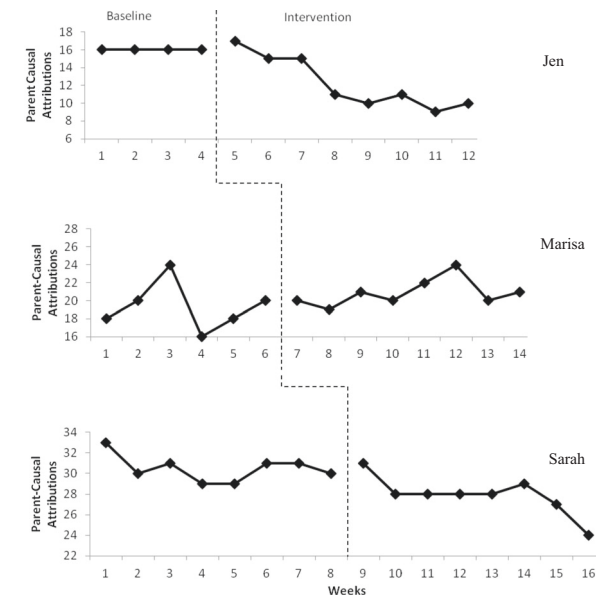 Baseline
Intervention
Parent Causal
Attributions
18
16
14
12
10
8
6
1 2 3 4 5 6 7 8 9 10 11 12
Jen
Parent-Causal
Attributions
28
26
24
22
20
18
16
1 2 3 4 5 6 7 8 9 10 11 12 13 14
Marisa
Parent-Causal
Attributions
34
32
30
28
26
24
22
1 2 3 4 5 6 7 8 9 10 11 12 13 14 15 16
Sarah
Weeks